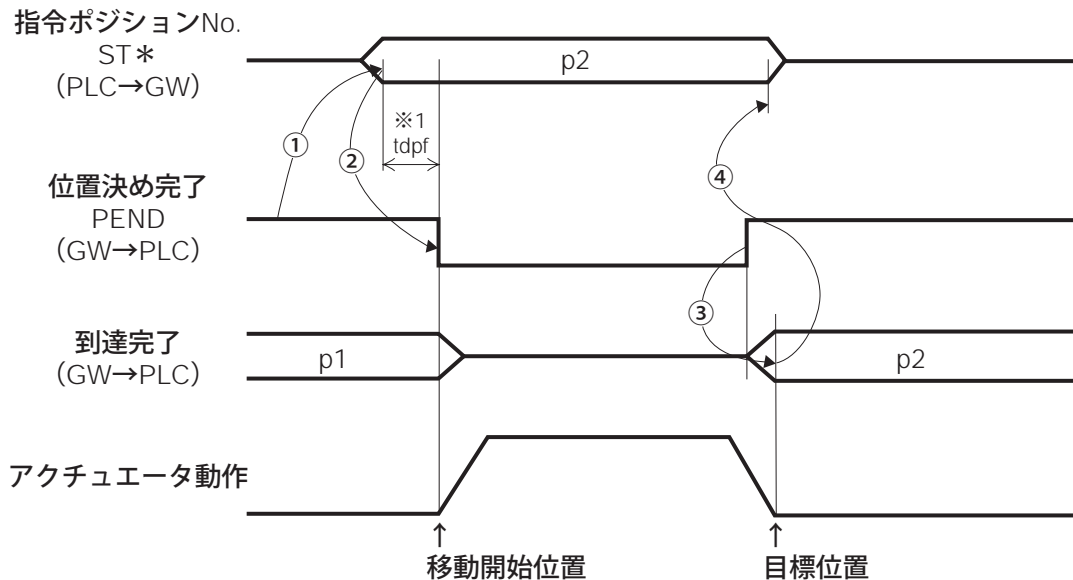 指令ポジションNo.
ST＊
（PLC→GW）
p2
※1
tdpf
①
②
④
位置決め完了
PEND
（GW→PLC）
③
到達完了
（GW→PLC）
p1
p2
アクチュエータ動作
↑
移動開始位置
↑
目標位置